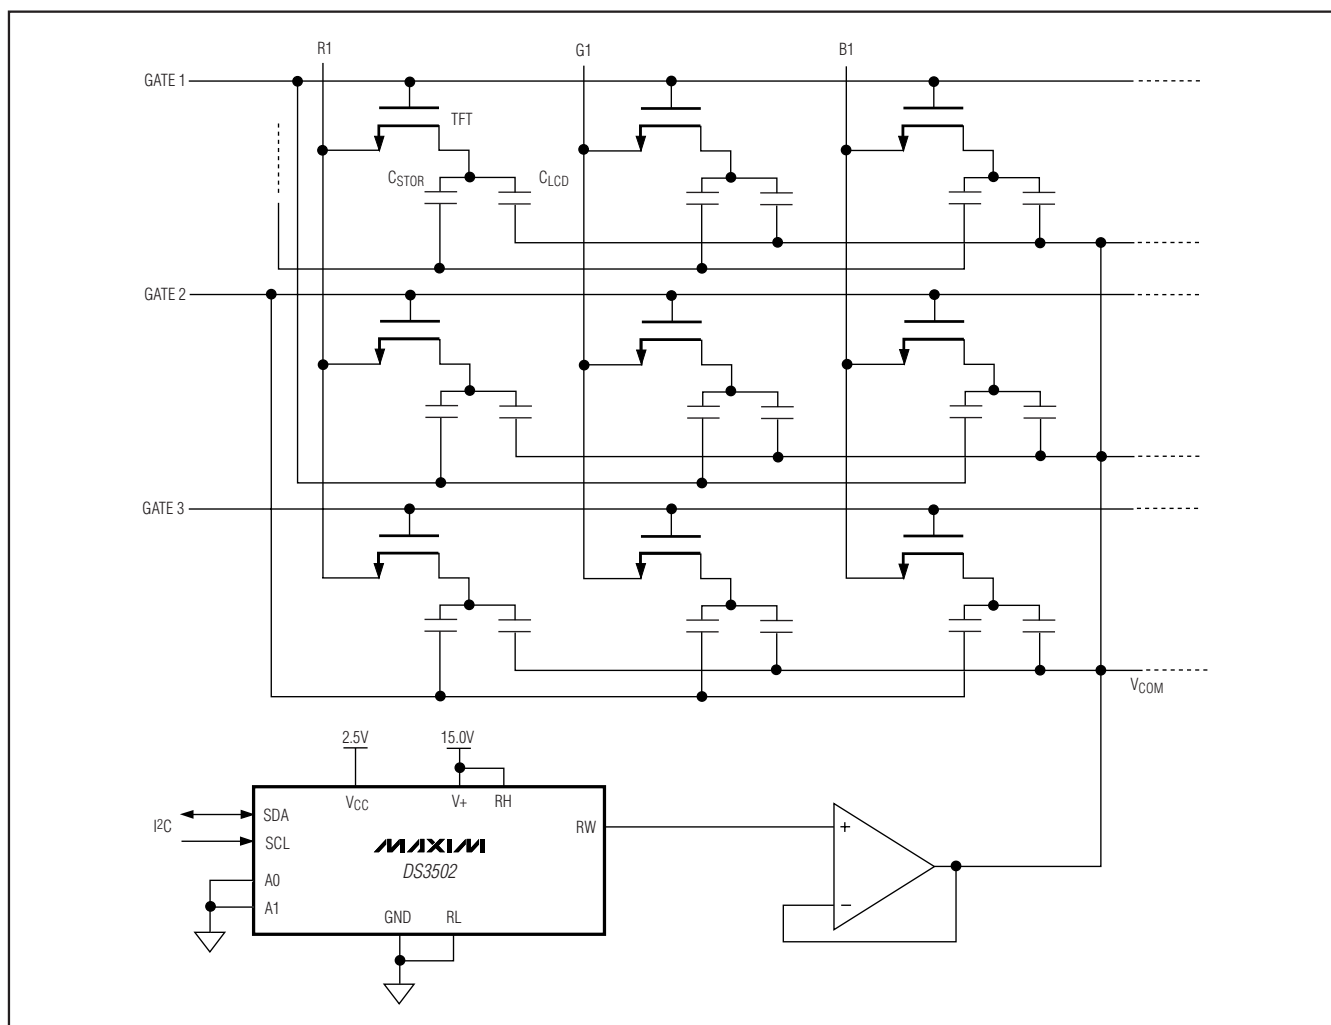 R1
G1
B1
GATE 1
TFT
CSTOR
CLCD
GATE 2
GATE 3
VCOM
2.5V
15.0V
VCC
V+
RH
I2C
SDA
SCL
RW
MAXIM
DS3502
A0
A1
GND
RL
+
−